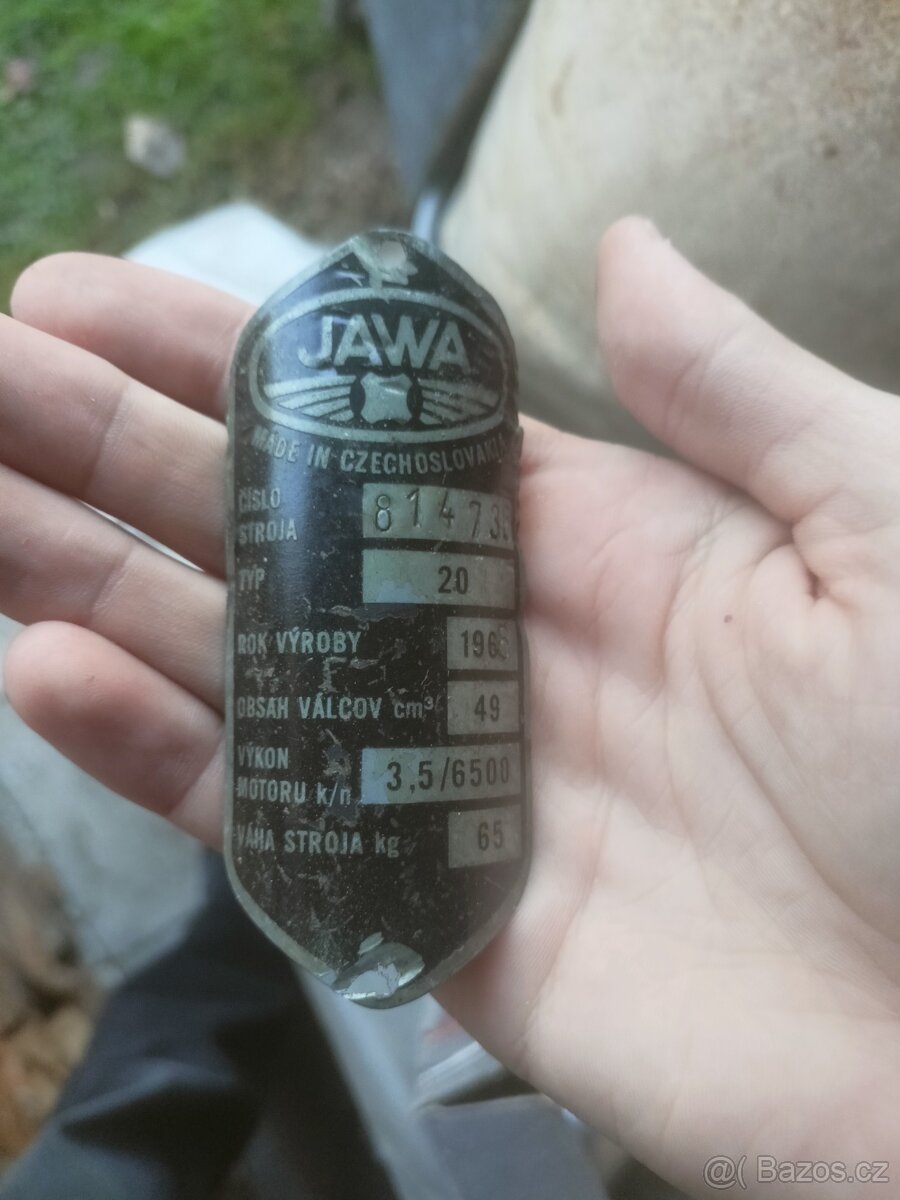 JAWA
MADE IN CZECHOSLOVAKIA
ČÍSLO
STROJA
TYP 20
ROK VÝROBY
OBSAH VÁLCOV cm³ 49
VÝKON
MOTORU k/n 3,5/6500
VÁHA STROJA kg 65
@( Bazos.cz